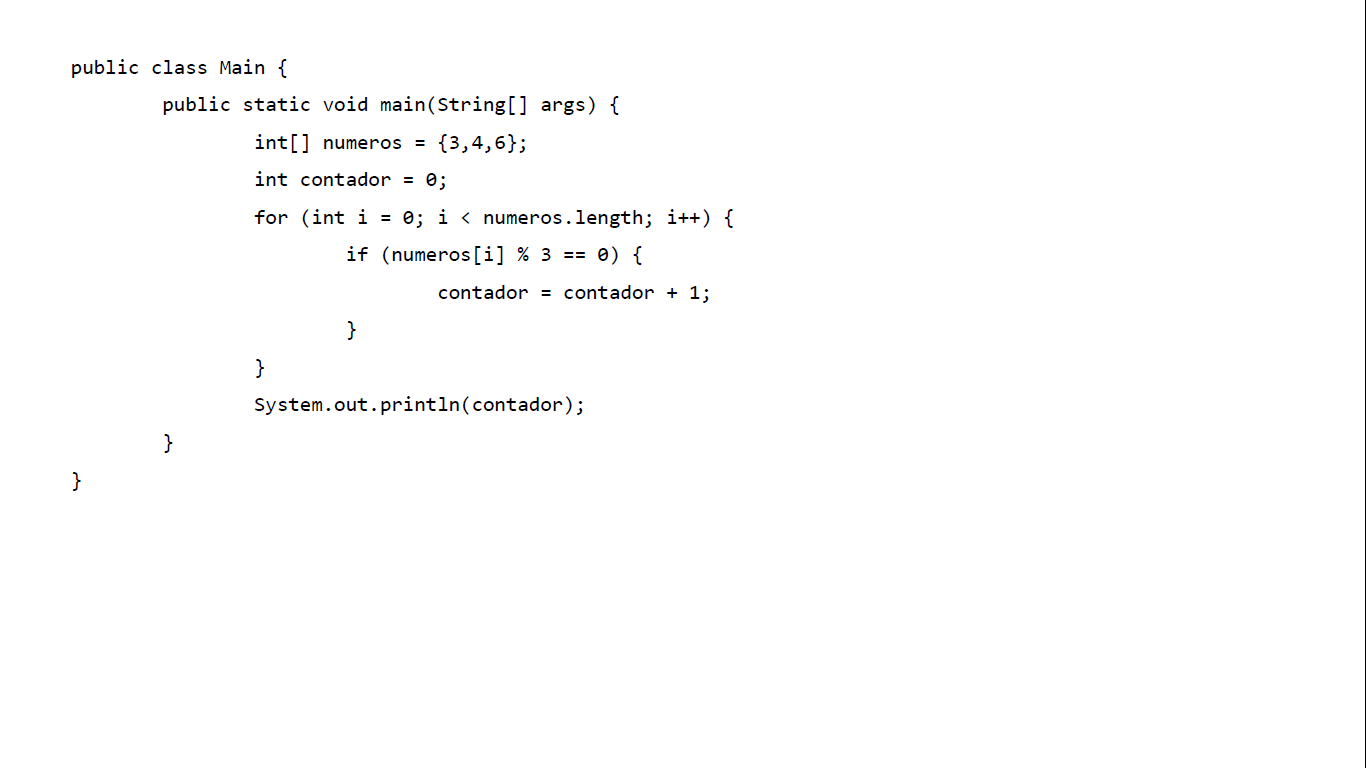 public class Main {
public static void main(String[] args) {
int[] numeros = {3,4,6};
int contador = 0;
for (int i = 0; i < numeros.length; i++) {
if (numeros[i] % 3 == 0) {
contador = contador + 1;
}
}
System.out.println(contador);
}
}